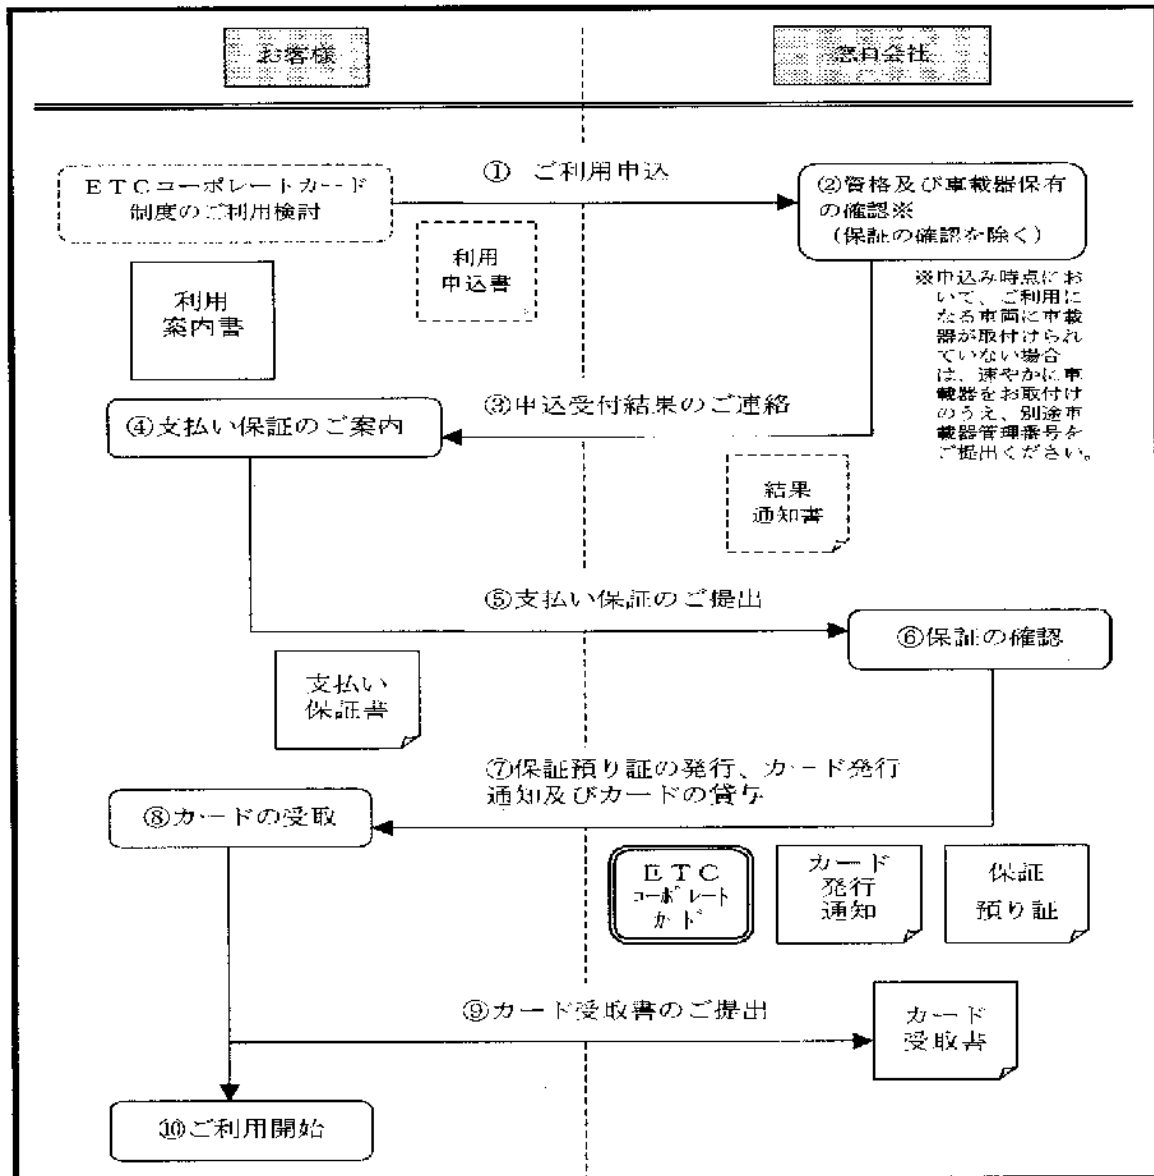 お客様
窓口会社
ETCコーポレートカード
制度のご利用検討
① ご利用申込
②資格及び車載器保有
の確認※
(保証の確認を除く)
利用
申込書
利用
案内書
※申込み時点にお
いて、ご利用に
なる車両に車載
器が取付けられ
ていない場合
は、速やかに車
載器をお取付け
のうえ、別途車
載器管理番号を
ご提出ください。
③申込受付結果のご連絡
④支払い保証のご案内
結果
通知書
⑤支払い保証のご提出
⑥保証の確認
支払い
保証書
⑦保証預り証の発行、カード発行
通知及びカードの貸与
⑧カードの受取
ETC
コーポレート
カード
カード
発行
通知
保証
預り証
⑨カード受取書のご提出
カード
受取書
⑩ご利用開始